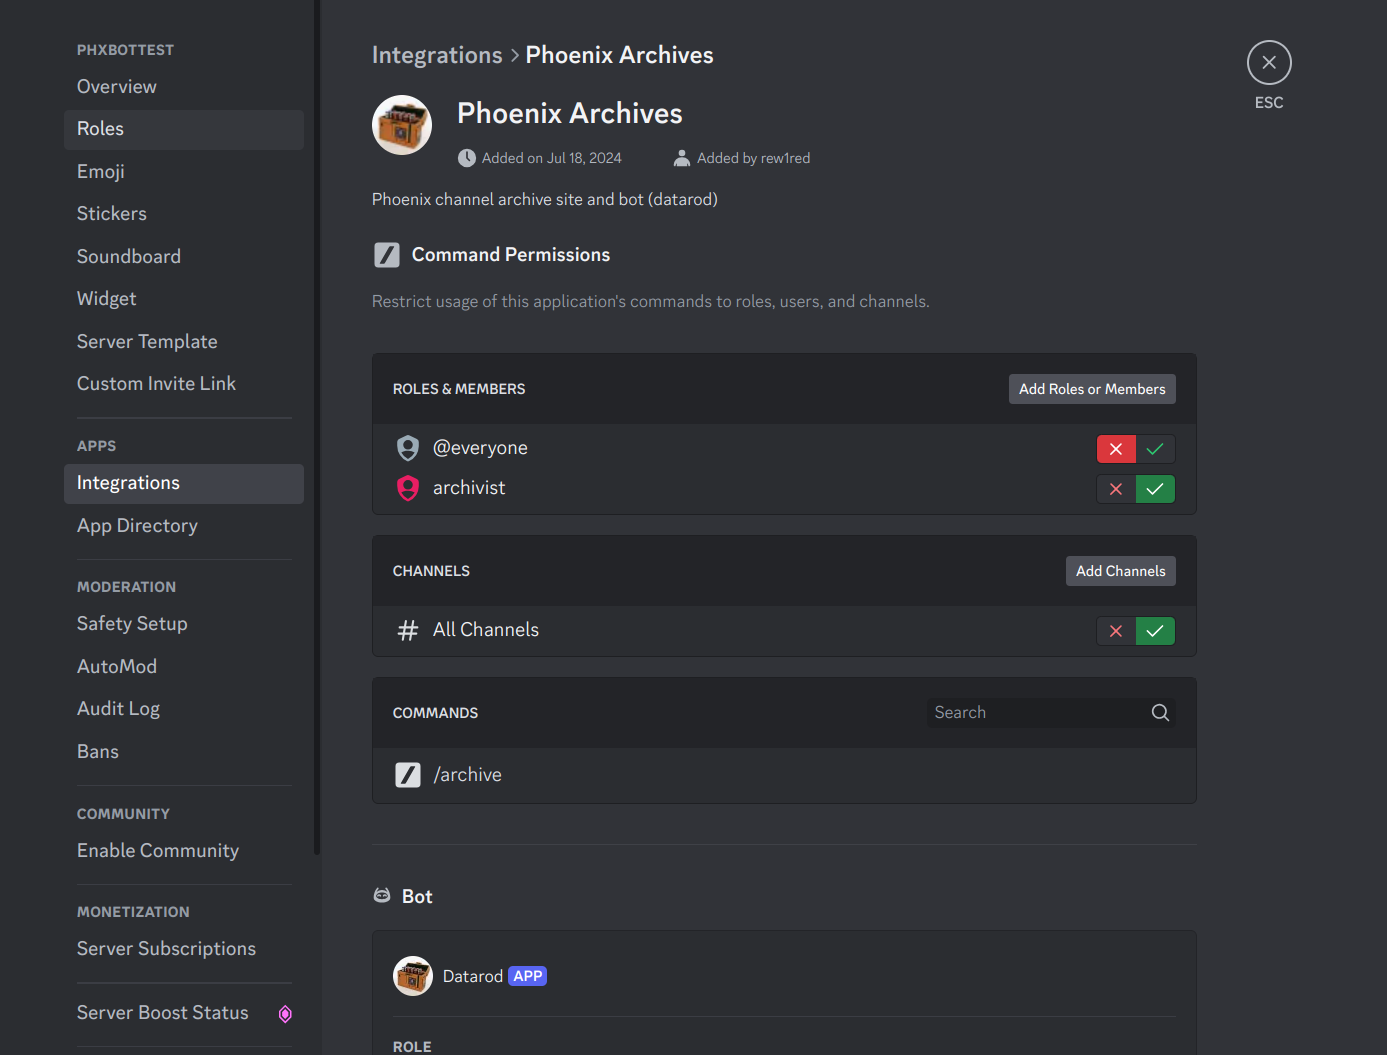 PHXBOTTEST
Overview
Roles
Emoji
Stickers
Soundboard
Widget
Server Template
Custom Invite Link
APPS
Integrations
App Directory
MODERATION
Safety Setup
AutoMod
Audit Log
Bans
COMMUNITY
Enable Community
MONETIZATION
Server Subscriptions
Server Boost Status
Integrations > Phoenix Archives
ESC
Phoenix Archives
Added on Jul 18, 2024 Added by rew1red
Phoenix channel archive site and bot (datarod)
Command Permissions
Restrict usage of this application's commands to roles, users, and channels.
ROLES & MEMBERS Add Roles or Members
@everyone
archivist
CHANNELS Add Channels
All Channels
COMMANDS Search
/archive
Bot
Datarod APP
ROLE